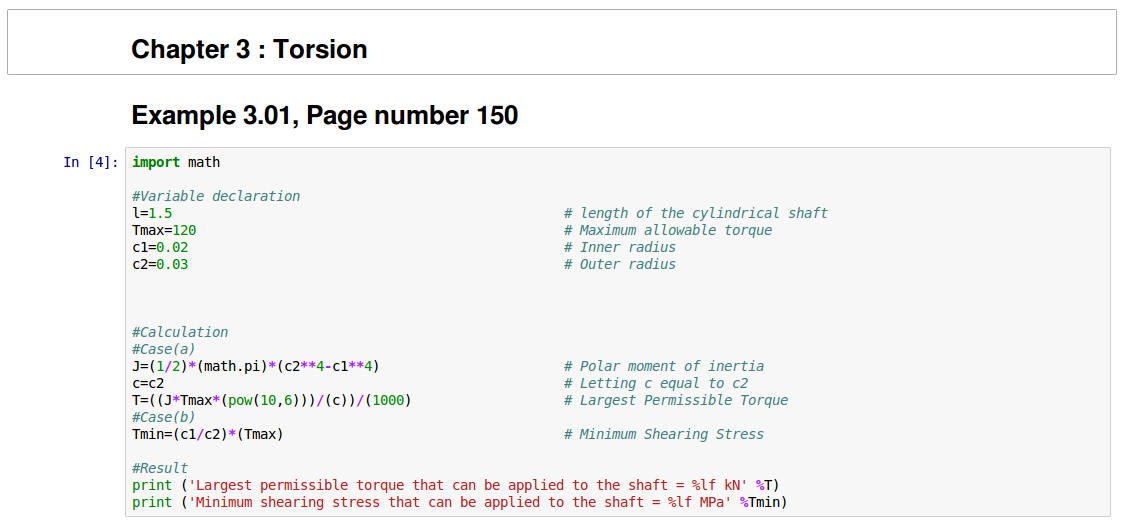 Chapter 3 : Torsion
Example 3.01, Page number 150
In [4]: import math
#Variable declaration
l=1.5 # length of the cylindrical shaft
Tmax=120 # Maximum allowable torque
c1=0.02 # Inner radius
c2=0.03 # Outer radius
#Calculation
#Case(a)
J=(1/2)*(math.pi)*(c2**4-c1**4) # Polar moment of inertia
c=c2 # Letting c equal to c2
T=((J*Tmax*(pow(10,6)))/(c))/(1000) # Largest Permissible Torque
#Case(b)
Tmin=(c1/c2)*(Tmax) # Minimum Shearing Stress
#Result
print ('Largest permissible torque that can be applied to the shaft = %lf kN' %T)
print ('Minimum shearing stress that can be applied to the shaft = %lf MPa' %Tmin)